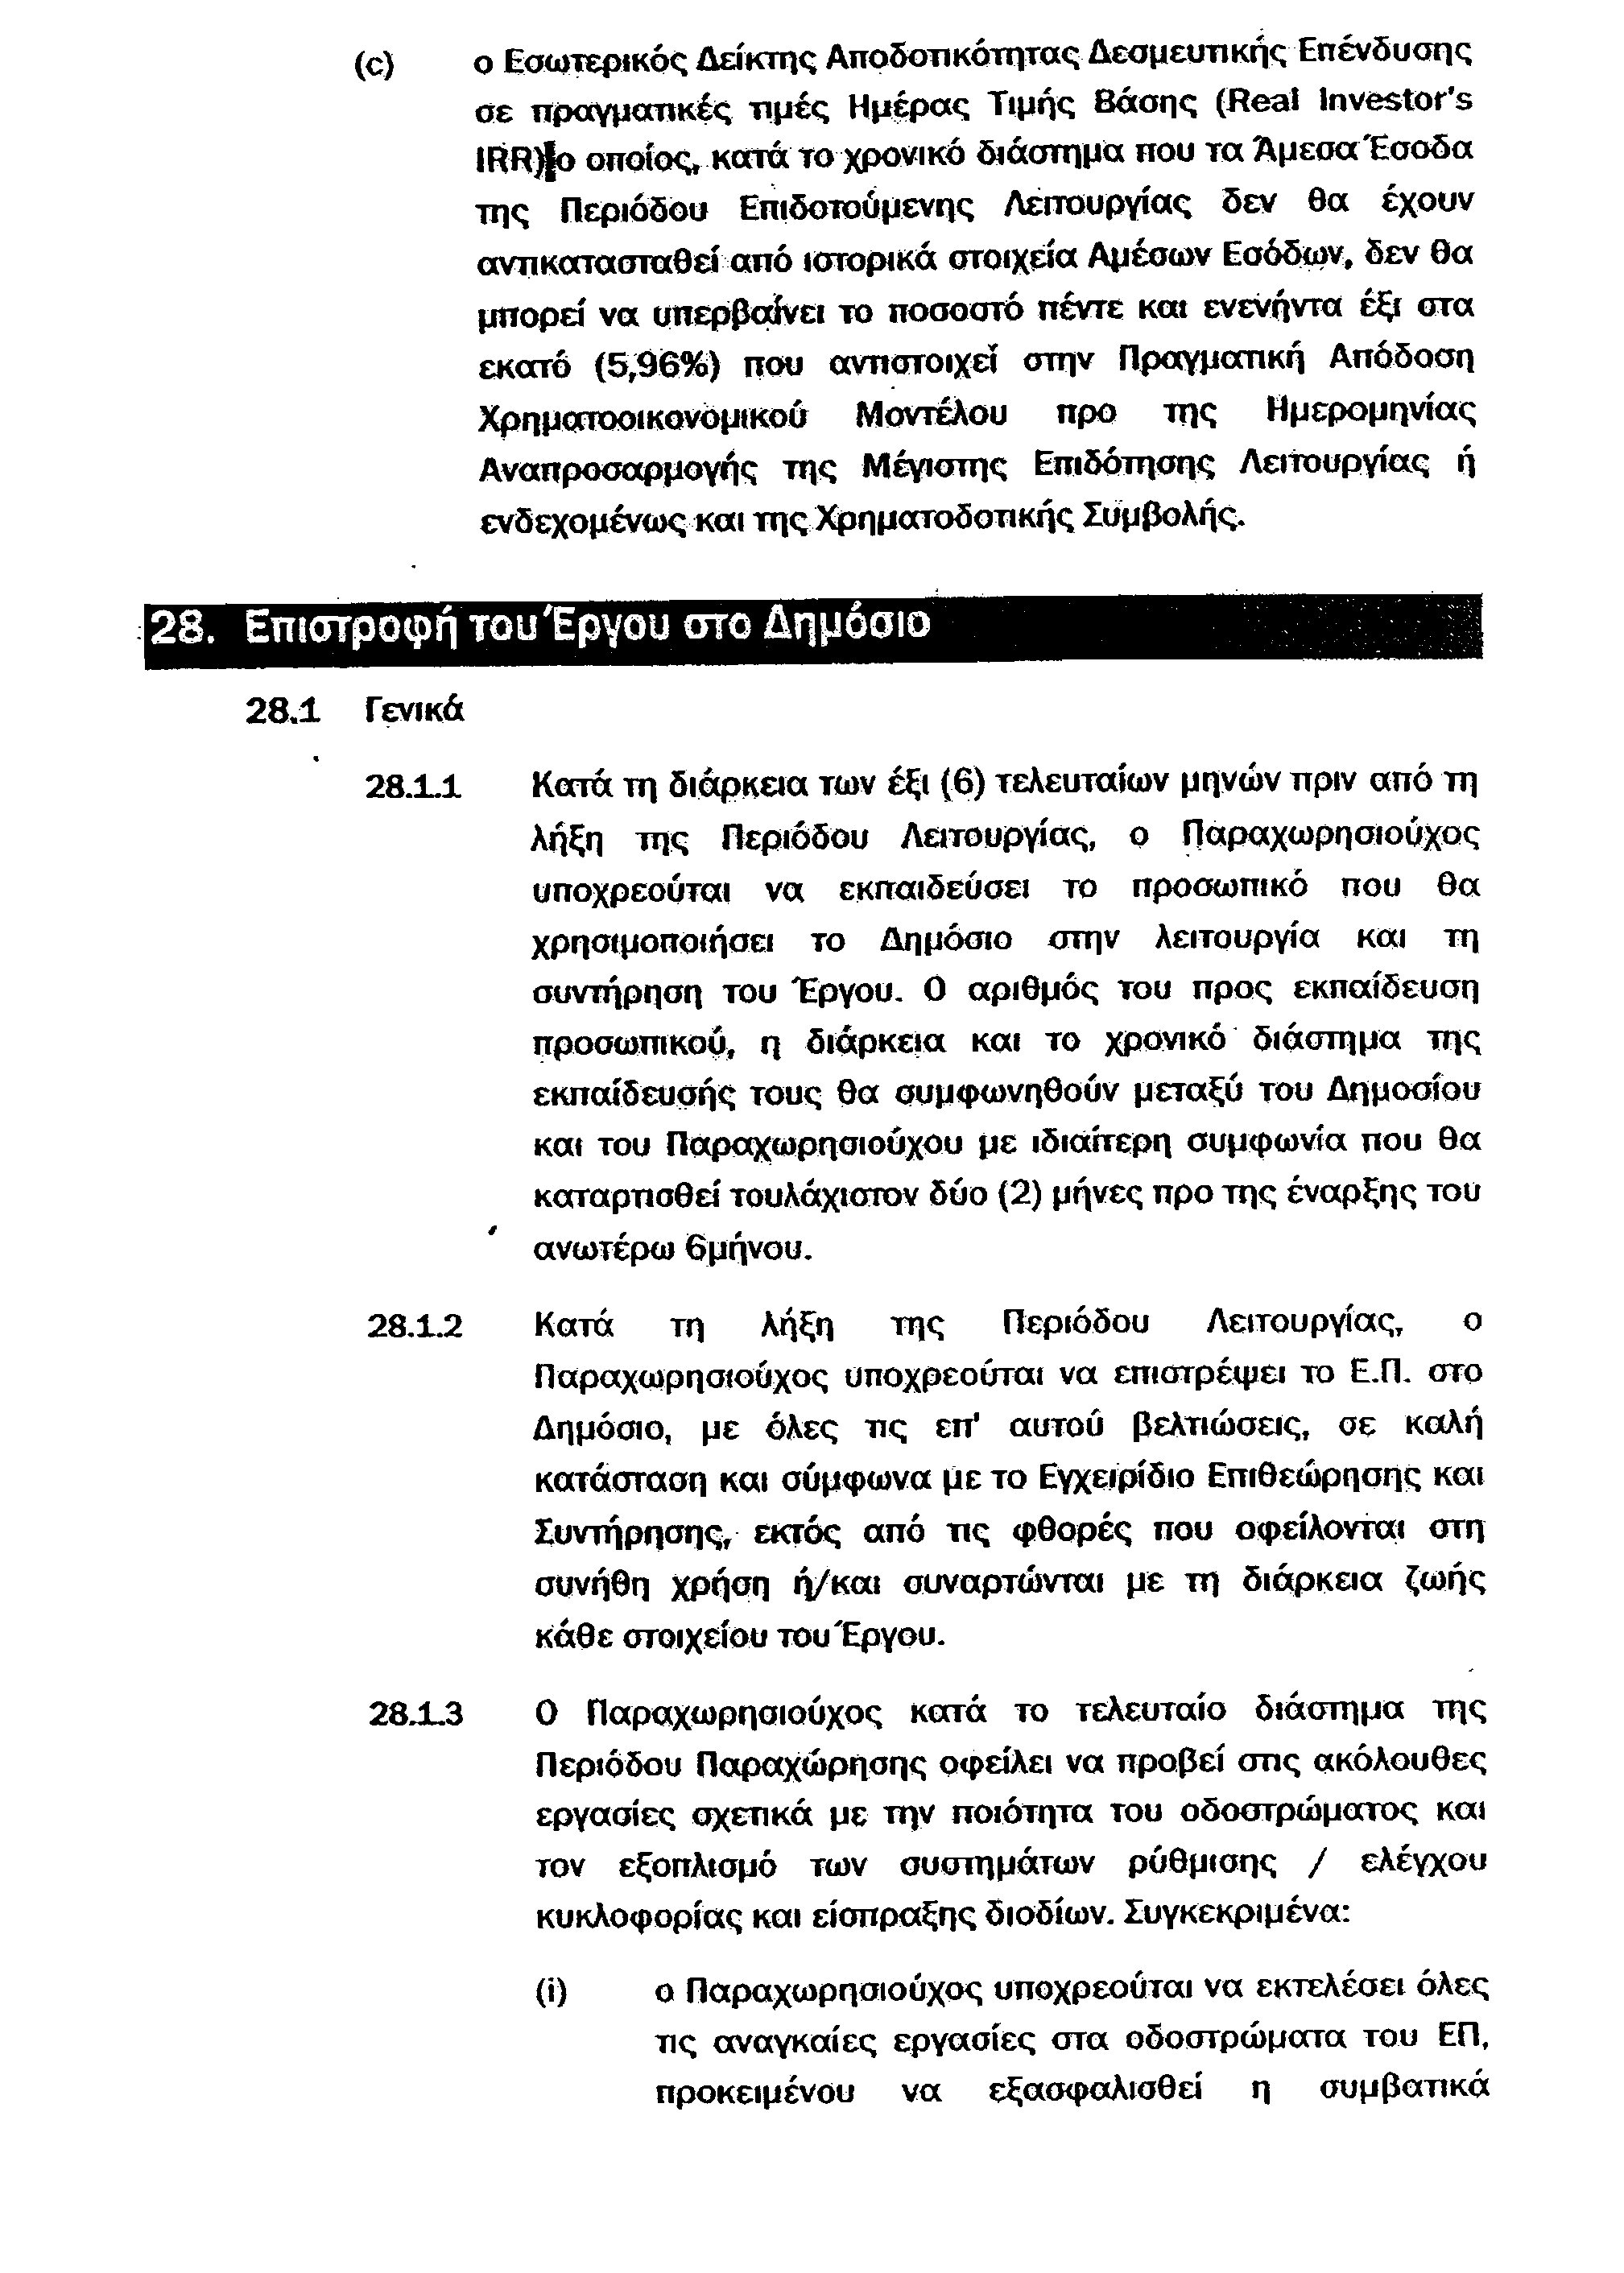 (c) ο Εσωτερικός Δείκτης Αποδοτικότητας Δεσμευτικής Επένδυσης
σε πραγματικές τιμές Ημέρας Τιμής Βάσης (Real Investor's
IRR) ο οποίος, κατά το χρονικό διάστημα που τα Άμεσα Έσοδα
της Περιόδου Επιδοτούμενης Λειτουργίας δεν θα έχουν
αντικατασταθεί από ιστορικά στοιχεία Αμέσων Εσόδων, δεν θα
μπορεί να υπερβαίνει το ποσοστό πέντε και ενενήντα έξι στα
εκατό (5,96%) που αντιστοιχεί στην Πραγματική Απόδοση
Χρηματοοικονομικού Μοντέλου προ της Ημερομηνίας
Αναπροσαρμογής της Μέγιστης Επιδότησης Λειτουργίας ή
ενδεχομένως και της Χρηματοδοτικής Συμβολής.
28. Επιστροφή του Έργου στο Δημόσιο
28.1 Γενικά
28.1.1 Κατά τη διάρκεια των έξι (6) τελευταίων μηνών πριν από τη
λήξη της Περιόδου Λειτουργίας, ο Παραχωρησιούχος
υποχρεούται να εκπαιδεύσει το προσωπικό που θα
χρησιμοποιήσει το Δημόσιο στην λειτουργία και τη
συντήρηση του Έργου. Ο αριθμός του προς εκπαίδευση
προσωπικού, η διάρκεια και το χρονικό διάστημα της
εκπαίδευσής τους θα συμφωνηθούν μεταξύ του Δημοσίου
και του Παραχωρησιούχου με ιδιαίτερη συμφωνία που θα
καταρτισθεί τουλάχιστον δύο (2) μήνες προ της έναρξης του
ανωτέρω 6μήνου.
28.1.2 Κατά τη λήξη της Περιόδου Λειτουργίας, ο
Παραχωρησιούχος υποχρεούται να επιστρέψει το Ε.Π. στο
Δημόσιο, με όλες τις επ' αυτού βελτιώσεις, σε καλή
κατάσταση και σύμφωνα με το Εγχειρίδιο Επιθεώρησης και
Συντήρησης, εκτός από τις φθορές που οφείλονται στη
συνήθη χρήση ή/και συναρτώνται με τη διάρκεια ζωής
κάθε στοιχείου του Έργου.
28.1.3 Ο Παραχωρησιούχος κατά το τελευταίο διάστημα της
Περιόδου Παραχώρησης οφείλει να προβεί στις ακόλουθες
εργασίες σχετικά με την ποιότητα του οδοστρώματος και
τον εξοπλισμό των συστημάτων ρύθμισης / ελέγχου
κυκλοφορίας και είσπραξης διοδίων. Συγκεκριμένα:
(i) ο Παραχωρησιούχος υποχρεούται να εκτελέσει όλες
τις αναγκαίες εργασίες στα οδοστρώματα του ΕΠ,
προκειμένου να εξασφαλισθεί η συμβατικά